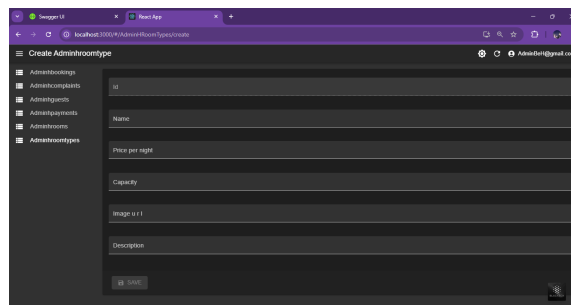 Swagger UI
React App
localhost:3000/#/AdminHRoomTypes/create
Create Adminhroomtype
AdminBeH@gmail.co
Adminhbookings
Adminhcomplaints
Adminhguests
Adminhpayments
Adminhrooms
Adminhroomtypes
Id
Name
Price per night
Capacity
Image u r l
Description
SAVE